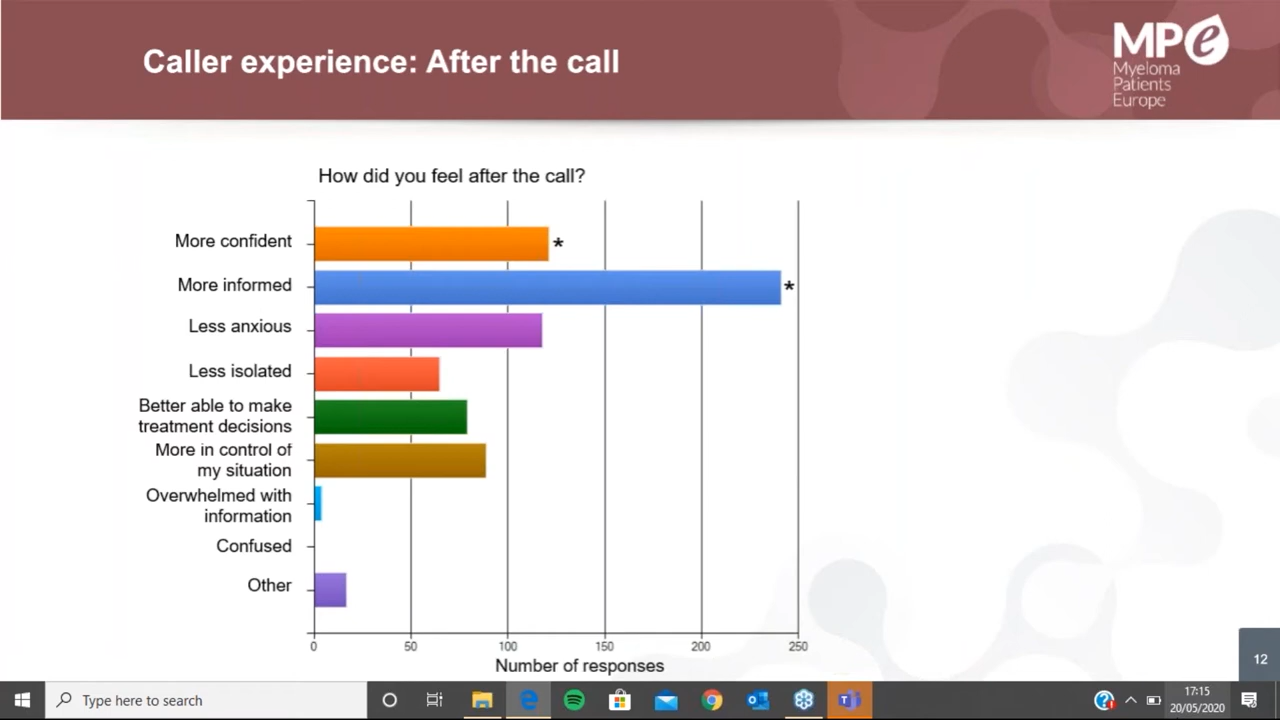 Caller experience: After the call
MPe
Myeloma
Patients
Europe
How did you feel after the call?
More confident
*
More informed
*
Less anxious
Less isolated
Better able to make
treatment decisions
More in control of
my situation
Overwhelmed with
information
Confused
Other
0 50 100 150 200 250
Number of responses
12
Type here to search
17:15
20/05/2020